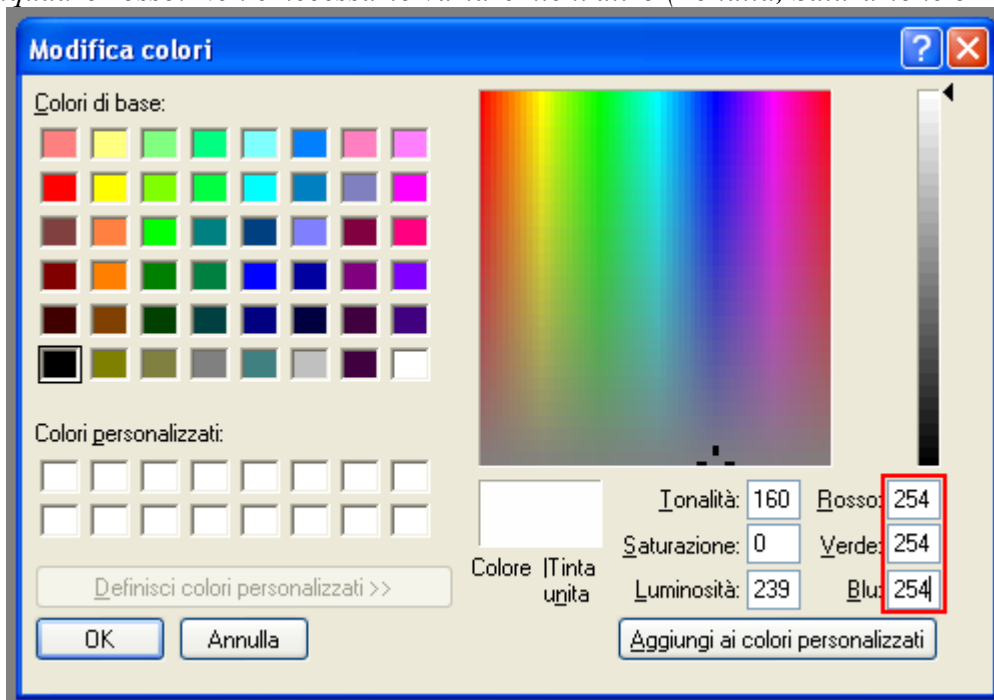 Modifica colori
Colori di base:
Colori personalizzati:
Definisci colori personalizzati >>
OK Annulla
Colore |Tinta
unita
Tonalità: 160 Rosso: 254
Saturazione: 0 Verde: 254
Luminosità: 239 Blu: 254
Aggiungi ai colori personalizzati